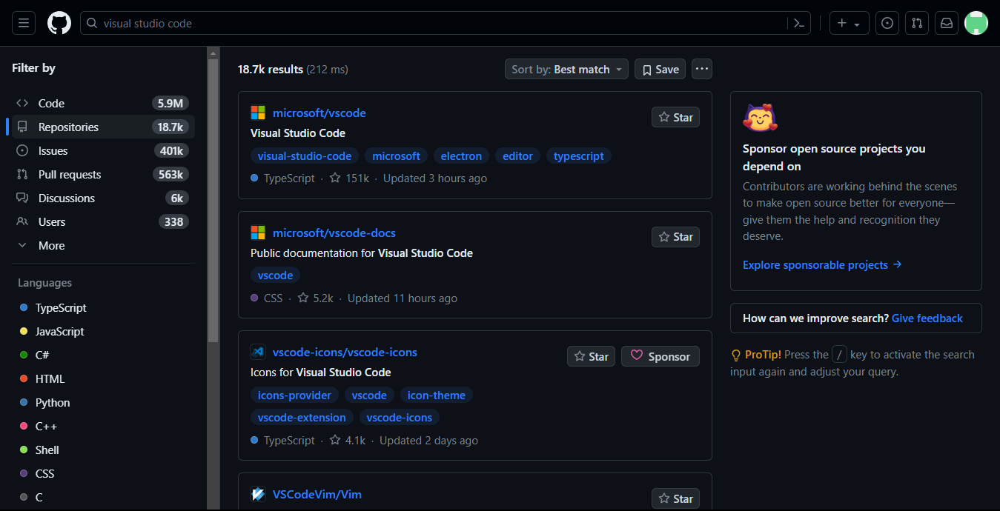 visual studio code
Filter by
Code 5.9M
Repositories 18.7k
Issues 401k
Pull requests 563k
Discussions 6k
Users 338
More
Languages
TypeScript
JavaScript
C#
HTML
Python
C++
Shell
CSS
C
18.7k results (212 ms)
Sort by: Best match
Save
microsoft/vscode
Star
Visual Studio Code
visual-studio-code microsoft electron editor typescript
TypeScript · 151k · Updated 3 hours ago
microsoft/vscode-docs
Star
Public documentation for Visual Studio Code
vscode
CSS · 5.2k · Updated 11 hours ago
vscode-icons/vscode-icons
Star Sponsor
Icons for Visual Studio Code
icons-provider vscode icon-theme
vscode-extension vscode-icons
TypeScript · 4.1k · Updated 2 days ago
VSCodeVim/Vim
Star
Sponsor open source projects you
depend on
Contributors are working behind the scenes
to make open source better for everyone—
give them the help and recognition they
deserve.
Explore sponsorable projects →
How can we improve search? Give feedback
ProTip! Press the / key to activate the search
input again and adjust your query.